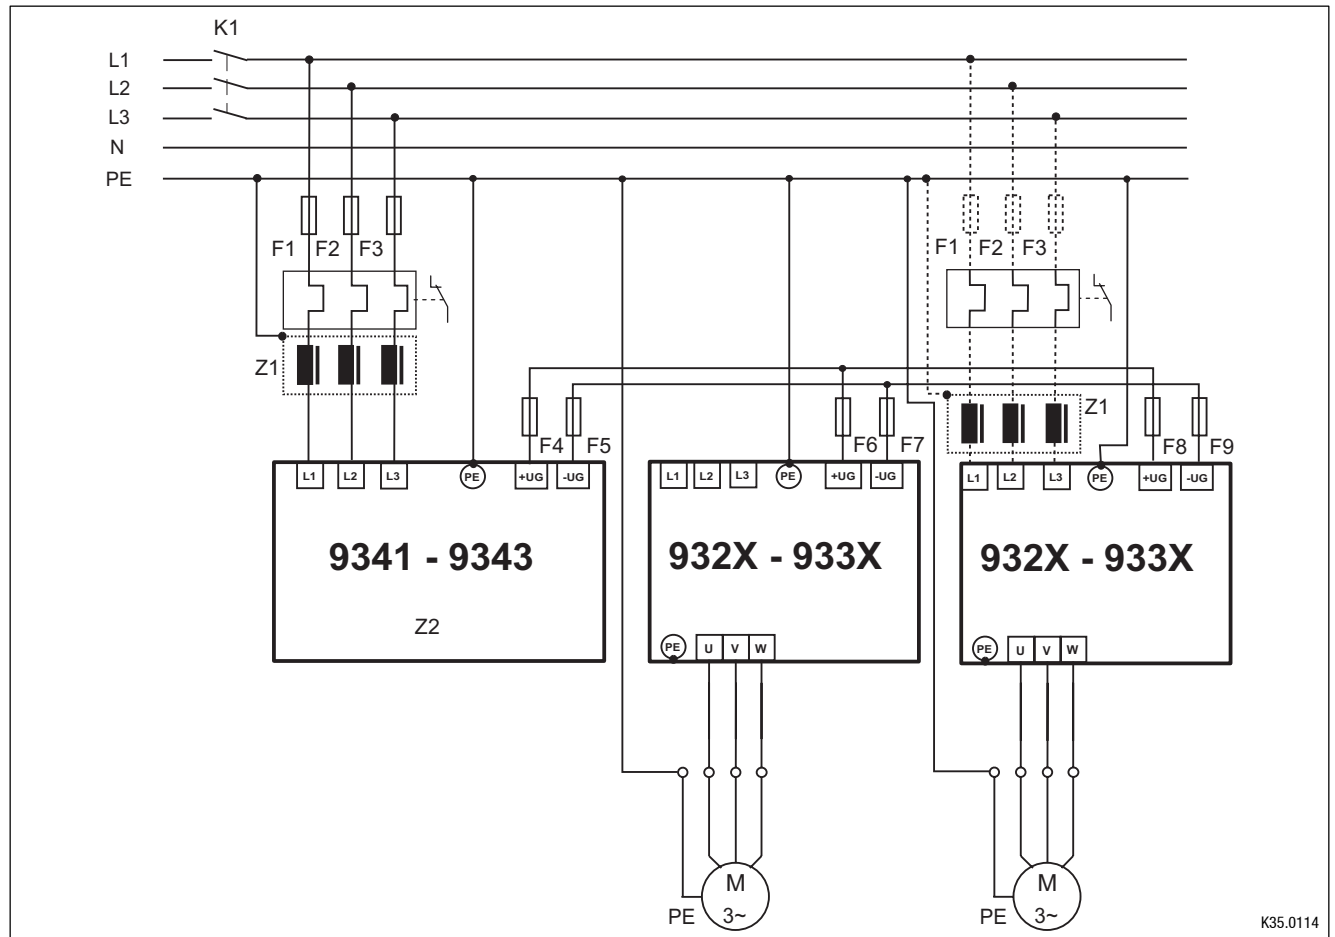 K1
L1
L2
L3
N
PE
F1 F2 F3
F1 F2 F3
Z1
Z1
F4 F5
F6 F7
F8 F9
L1 L2 L3 PE +UG -UG
L1 L2 L3 PE +UG -UG
L1 L2 L3 PE +UG -UG
9341 - 9343
932X - 933X
932X - 933X
Z2
PE U V W
PE U V W
M
3~
PE
M
3~
PE
K35.0114